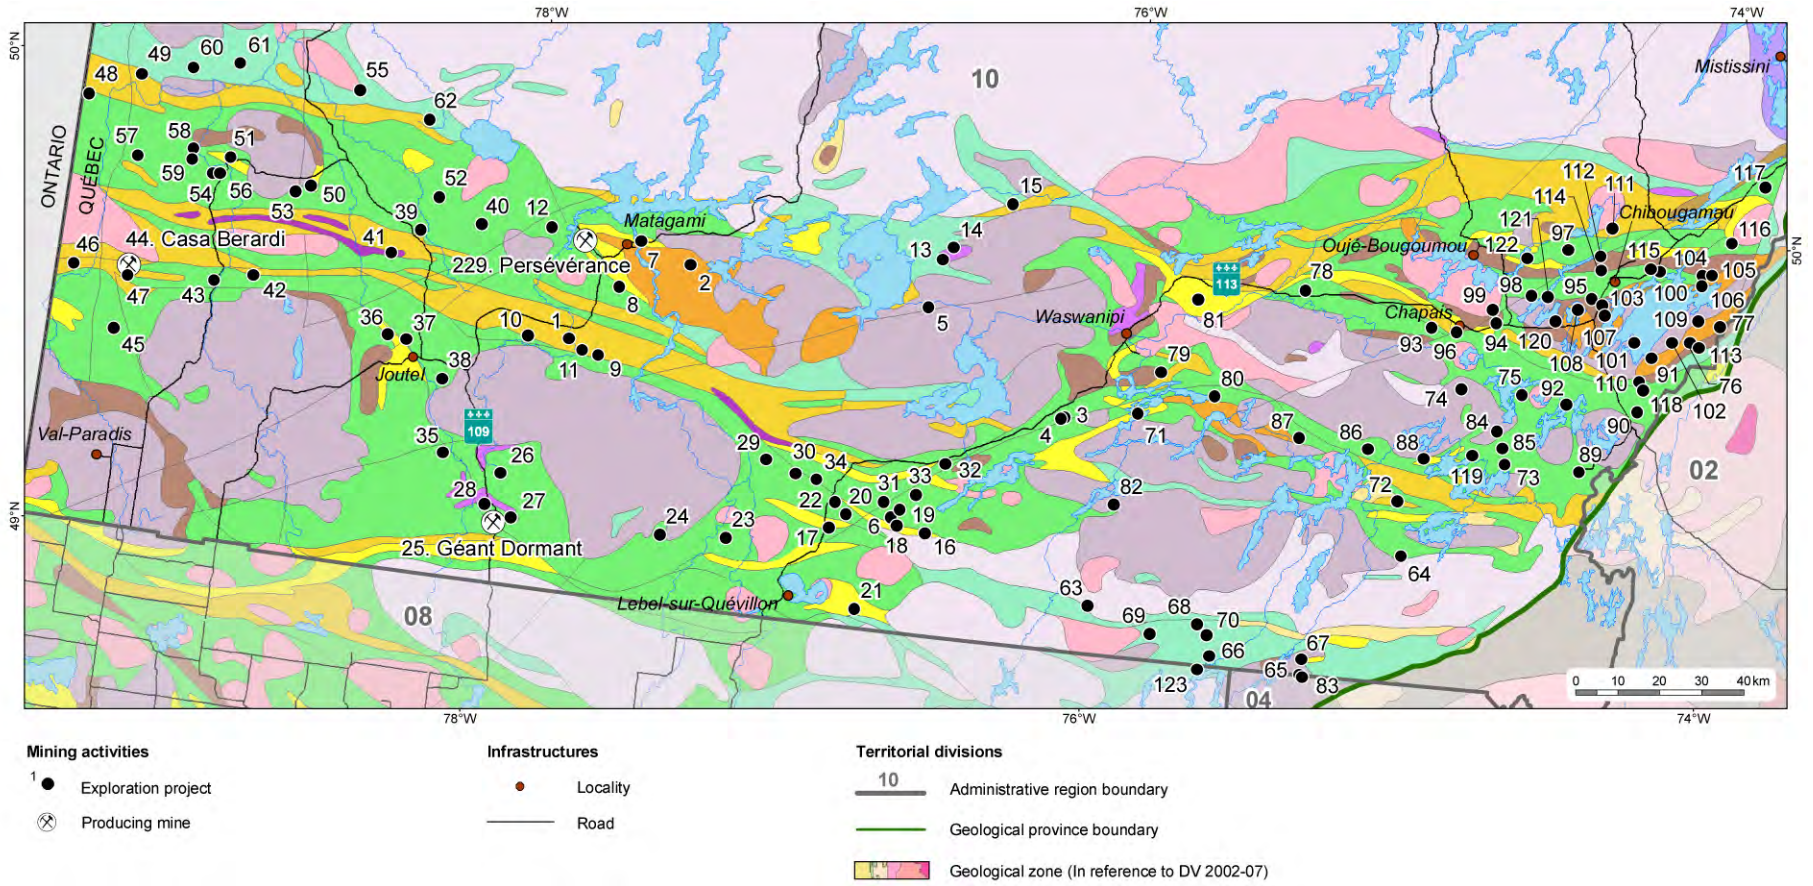 78°W
76°W
74°W
50°N
49 60 61
10
Mistissini
48
55
62
ONTARIO
QUÉBEC
57 58 51
59
54 56 50
52
53
39 40 12
Matagami
15
112
117
114 111
Chibougamau
121
46
44. Casa Berardi
41
229. Persévérance
7
2
14
13
Oujé-Bougoumou
122
97
115 104
116
50°N
47
43 42
8
113
78
98 95
103 100
105
106
99
5
Waswanipi
81
Chapais
109 77
45
36 37
10 1
11 9
93
96
94 120
107
108 101
113
Joutel
38
79
80
74
75 92
110 91
76
118
102
109
Val-Paradis
35
3
4
71
87
86
88
84
85
90
89
29
30 34
26
33 32
31
119 73
02
28
27
22 20
82
72
49°N
24
23
17
6
19
18 16
25. Géant Dormant
64
Lebel-sur-Quévillon
21
63
08
69
68
70
66
67
65
123
83
04
0 10 20 30 40 km
78°W
76°W
74°W
Mining activities
1
Exploration project
Producing mine
Infrastructures
Locality
Road
Territorial divisions
10
Administrative region boundary
Geological province boundary
Geological zone (In reference to DV 2002-07)